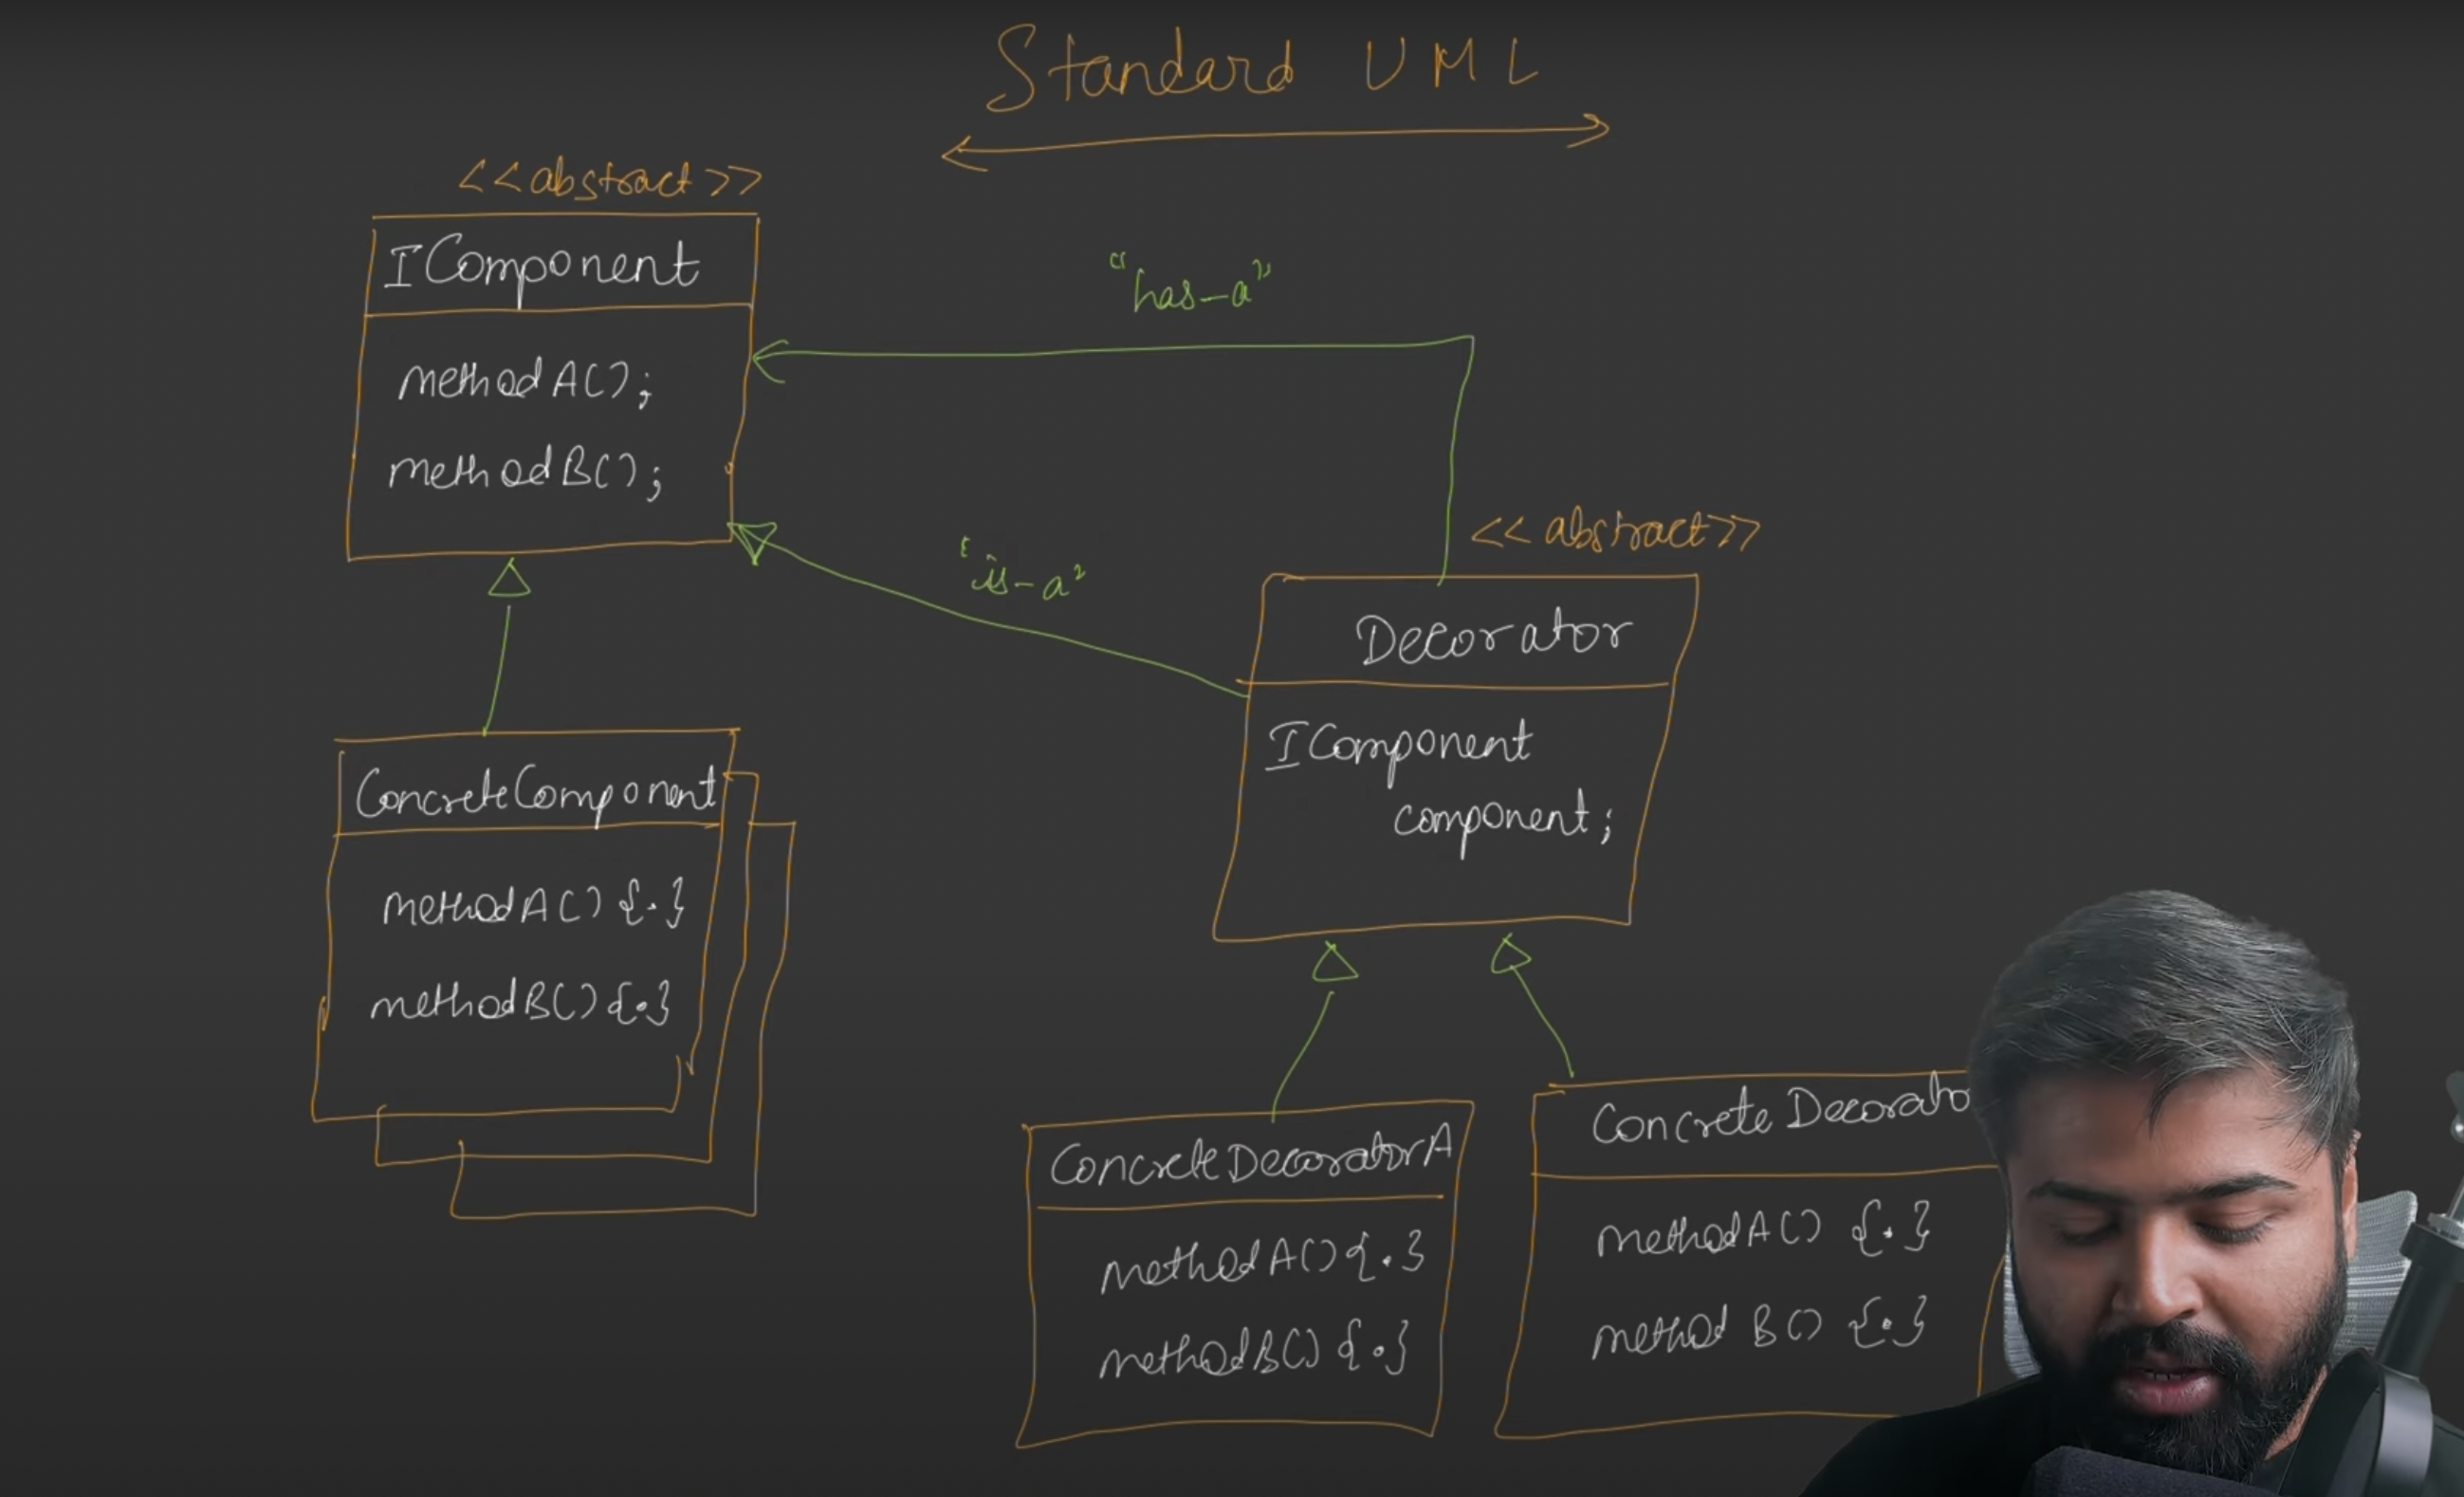 Standard UML
<<abstract>>
IComponent
methodA();
methodB();
"has-a"
"is-a"
<<abstract>>
Decorator
IComponent
component;
ConcreteComponent
methodA() {.}
methodB() {.}
ConcreteDecoratorA
methodA() {.}
methodB() {.}
Concrete Decorato
methodA() {.}
method B() {.}